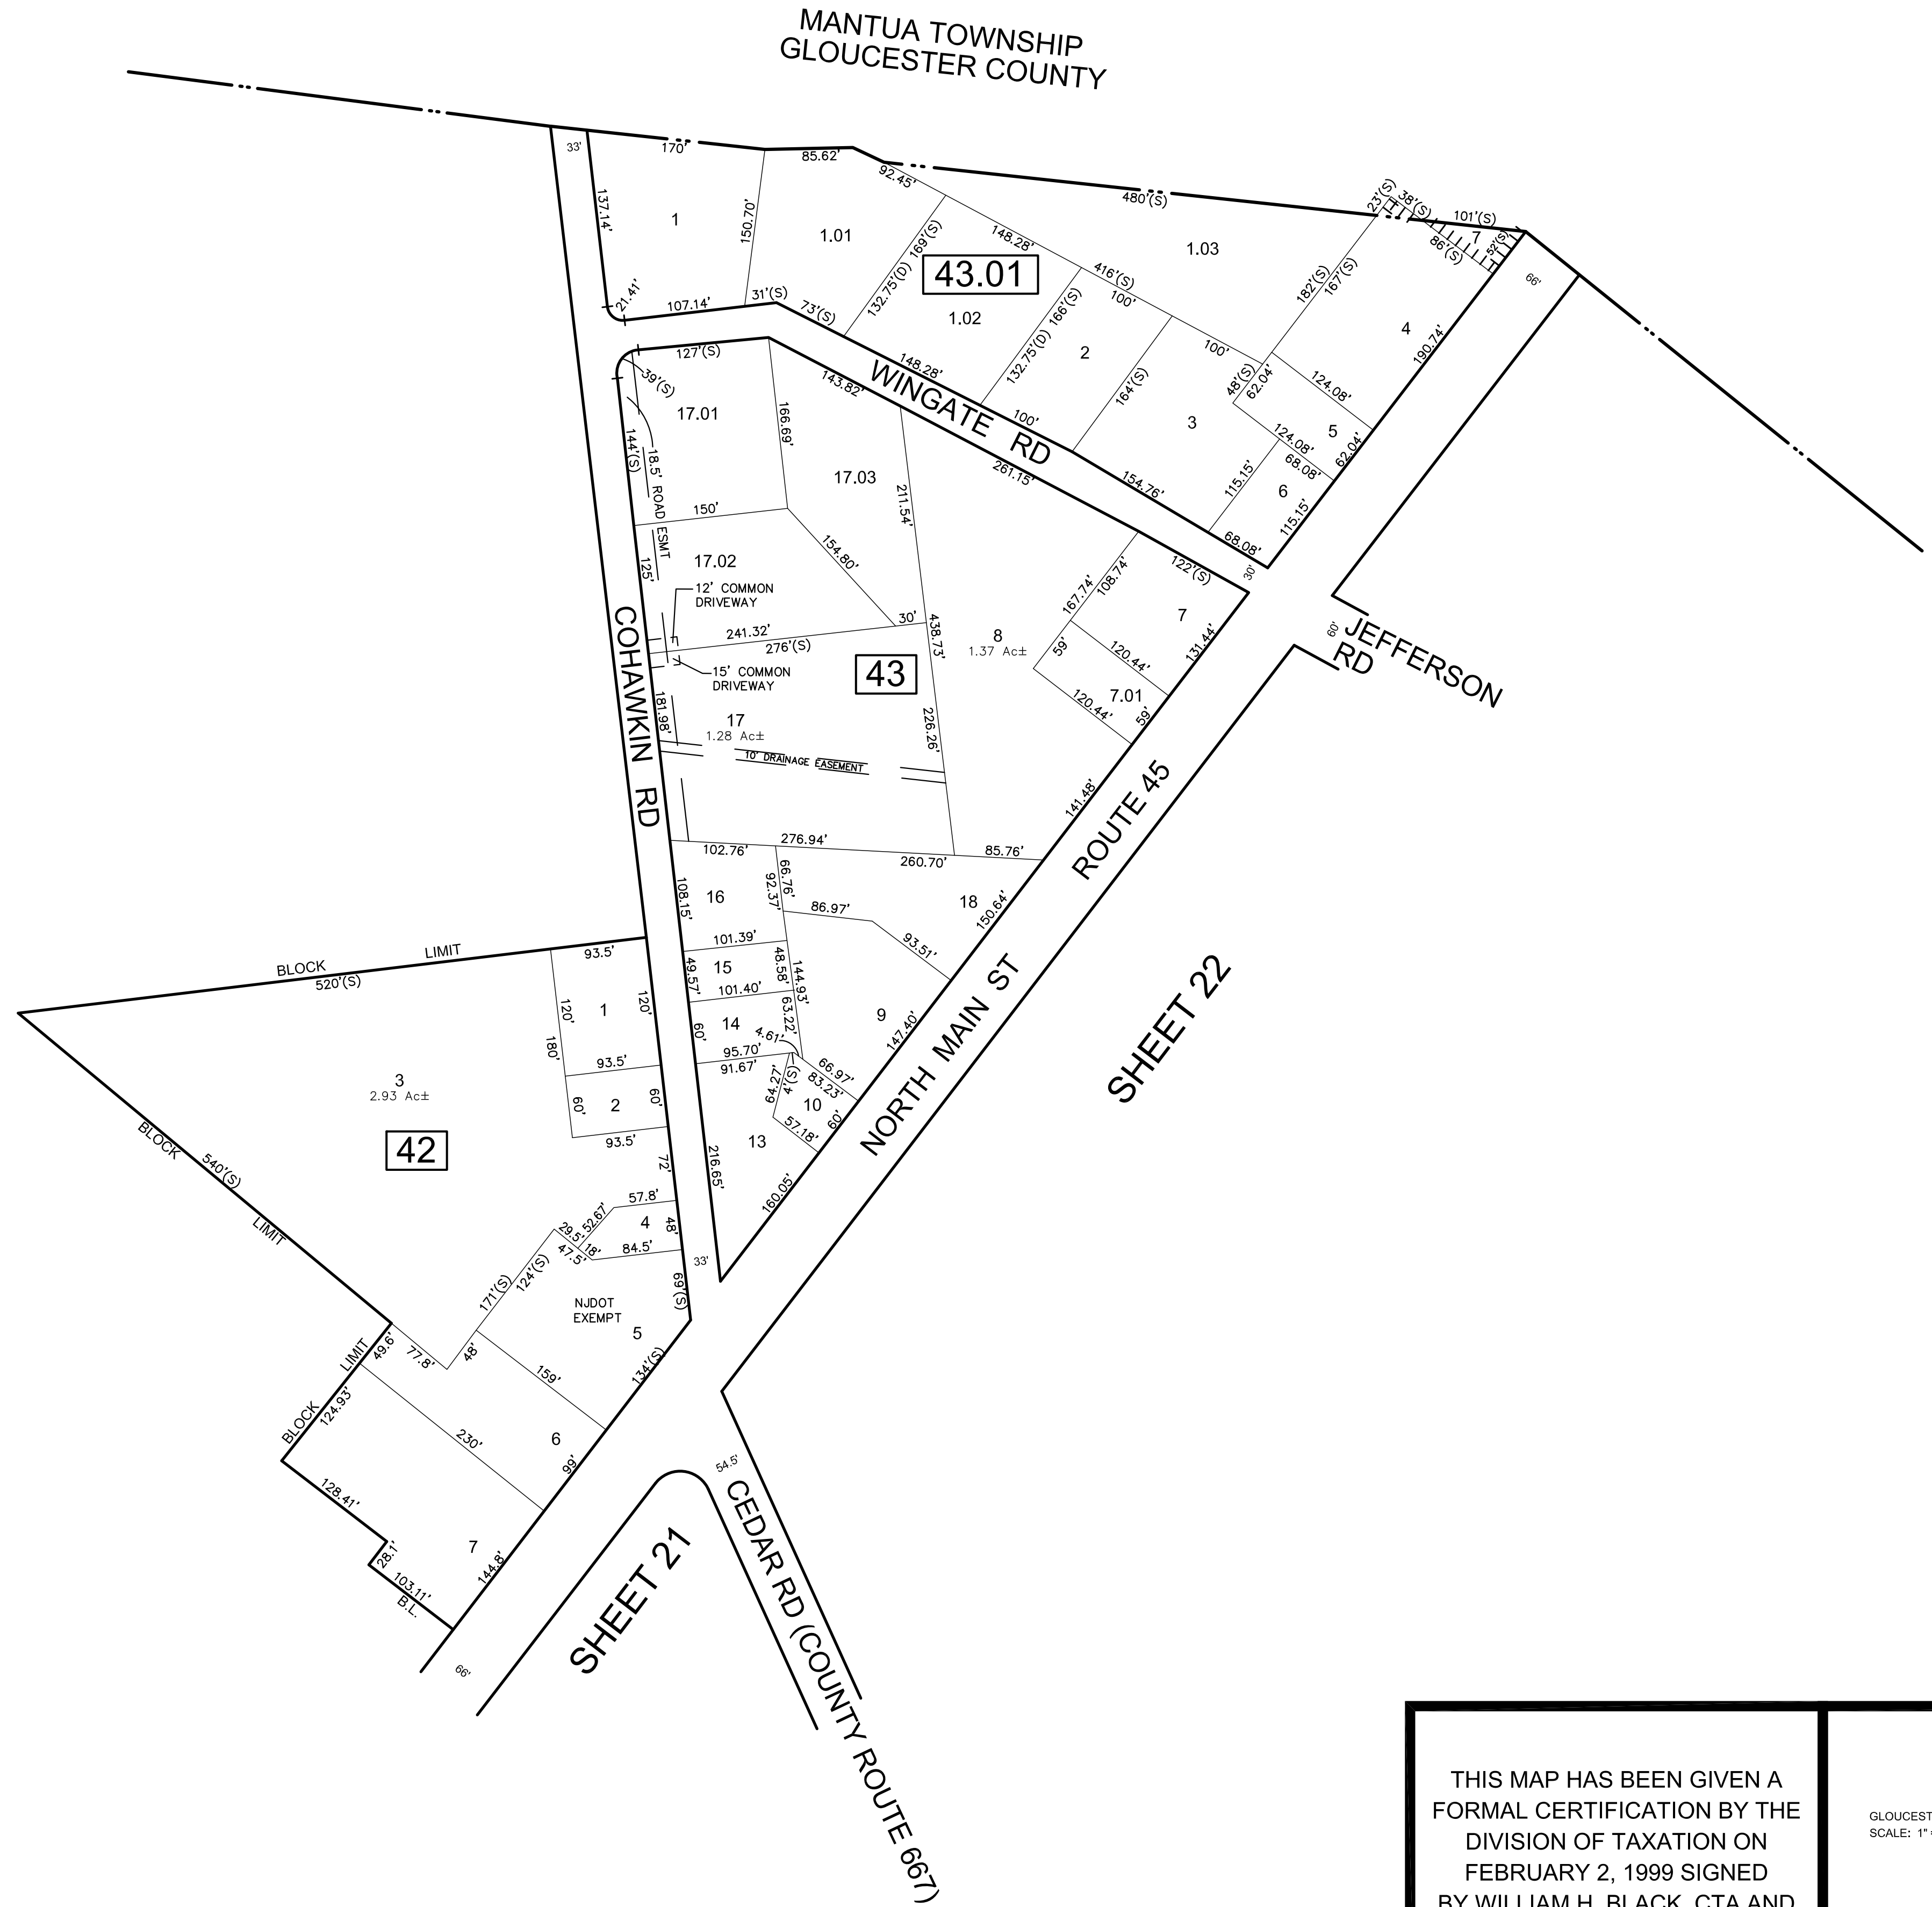 MANTUA TOWNSHIP
GLOUCESTER COUNTY
33'
170'
85.62'
92.45'
480'(S)
23'(S)
38'(S)
101'(S)
7
86'(S)
52'(S)
66'
137.14'
1
150.70'
1.01
132.75'(D) 169'(S)
148.28'
43.01
1.03
416'(S)
182'(S)
167'(S)
21.41'
107.14'
31'(S)
73'(S)
1.02
132.75'(D) 166'(S)
100'
2
100'
4
190.74'
148.28'
100'
164'(S)
48'(S)
62.04'
124.08'
3
5
124.08'
62.04'
68.08'
115.15'
6
115.15'
154.76'
68.08'
WINGATE RD
127'(S)
39'(S)
143.82'
17.01
144'(S)
18.5' ROAD ESMT
166.69'
17.03
211.54'
261.15'
150'
154.80'
17.02
125'
12' COMMON
DRIVEWAY
241.32'
30'
276'(S)
438.73'
8
1.37 Ac±
167.74'
108.74'
122'(S)
30'
7
131.44'
59'
120.44'
7.01
120.44'
59'
60'
JEFFERSON
RD
COHAWKIN RD
43
15' COMMON
DRIVEWAY
181.98'
17
1.28 Ac±
226.26'
10' DRAINAGE EASEMENT
141.48'
ROUTE 45
276.94'
102.76'
260.70'
85.76'
108.15'
16
66.76'
92.37'
18
150.64'
86.97'
93.51'
101.39'
49.57'
15
48.58'
144.93'
101.40'
60'
14
63.22'
9
147.40'
4.61'
95.70'
91.67'
66.97'
83.23'
64.27'
4'(S)
10
60'
57.18'
13
216.65'
160.05'
NORTH MAIN ST
SHEET 22
BLOCK LIMIT
520'(S)
93.5'
120'
1
120'
180'
93.5'
3
2.93 Ac±
60'
2
60'
93.5'
42
72'
BLOCK
540'(S)
LIMIT
57.8'
52.67'
4
48'
29.5'
18'
47.5'
84.5'
33'
171'(S)
124'(S)
69'(S)
NJDOT
EXEMPT
5
134'(S)
LIMIT
49.6'
77.8'
48'
159'
BLOCK
124.93'
230'
6
99'
128.41'
28.1'
7
144.8'
103.11'
B.L.
66'
54.5'
SHEET 21
CEDAR RD (COUNTY ROUTE 667)
THIS MAP HAS BEEN GIVEN A
FORMAL CERTIFICATION BY THE
DIVISION OF TAXATION ON
FEBRUARY 2, 1999 SIGNED
BY WILLIAM H. BLACK, CTA AND
GLOUCEST
SCALE: 1"